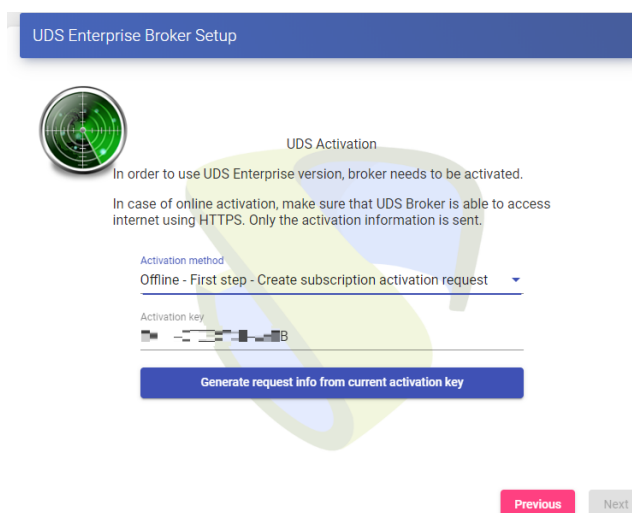 UDS Enterprise Broker Setup
UDS Activation
In order to use UDS Enterprise version, broker needs to be activated.
In case of online activation, make sure that UDS Broker is able to access
internet using HTTPS. Only the activation information is sent.
Activation method
Offline - First step - Create subscription activation request
Activation key
B
Generate request info from current activation key
Previous
Next